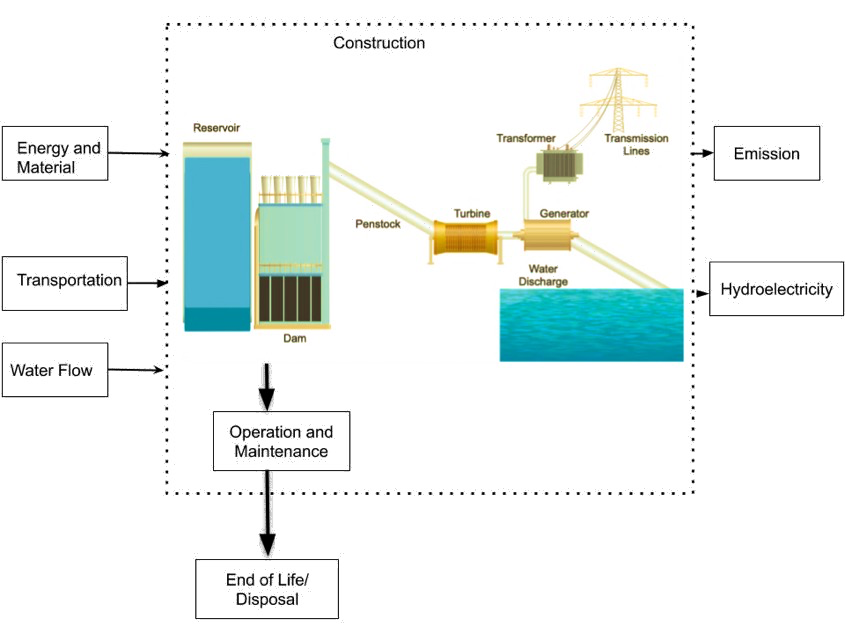 Construction
Reservoir
Transformer
Transmission
Lines
Energy and
Material
Emission
Penstock
Turbine
Generator
Transportation
Water
Discharge
Hydroelectricity
Dam
Water Flow
Operation and
Maintenance
End of Life/
Disposal